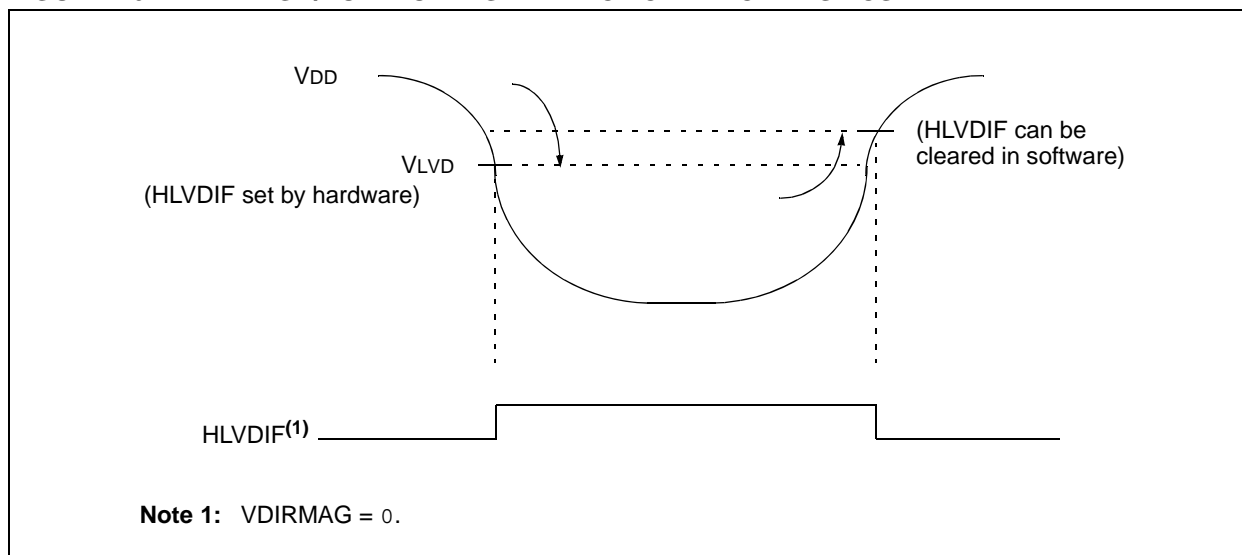 VDD
(HLVDIF can be
cleared in software)
VLVD
(HLVDIF set by hardware)
HLVDIF(1)
Note 1: VDIRMAG = 0.